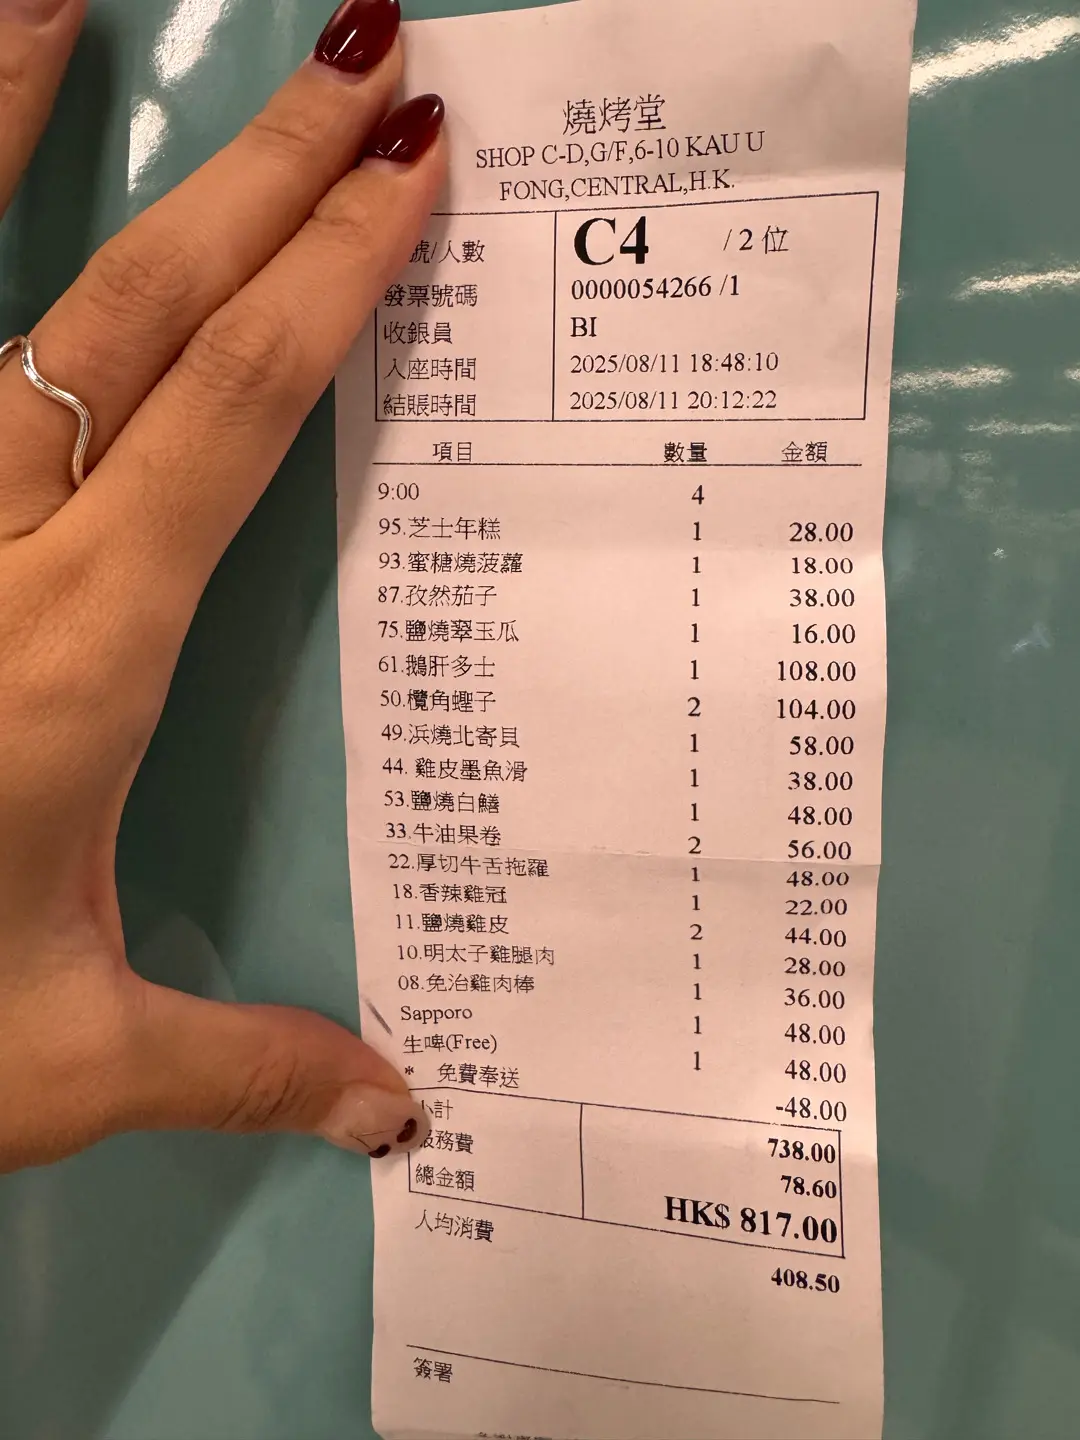 燒烤堂
SHOP C-D,G/F,6-10 KAU U
FONG,CENTRAL,H.K.
號/人數 C4 /2 位
發票號碼 0000054266 /1
收銀員 BI
入座時間 2025/08/11 18:48:10
結賬時間 2025/08/11 20:12:22
項目 數量 金額
9:00 4
95.芝士年糕 1 28.00
93.蜜糖燒菠蘿 1 18.00
87.孜然茄子 1 38.00
75.鹽燒翠玉瓜 1 16.00
61.鵝肝多士 1 108.00
50.欖角蟶子 2 104.00
49.浜燒北寄貝 1 58.00
44. 雞皮墨魚滑 1 38.00
53.鹽燒白鱔 1 48.00
33.牛油果卷 2 56.00
22.厚切牛舌拖羅 1 48.00
18.香辣雞冠 1 22.00
11.鹽燒雞皮 2 44.00
10.明太子雞腿肉 1 28.00
08.免治雞肉棒 1 36.00
Sapporo 1 48.00
生啤(Free) 1 48.00
* 免費奉送 -48.00
小計 738.00
服務費 78.60
總金額 HK$ 817.00
人均消費 408.50
簽署